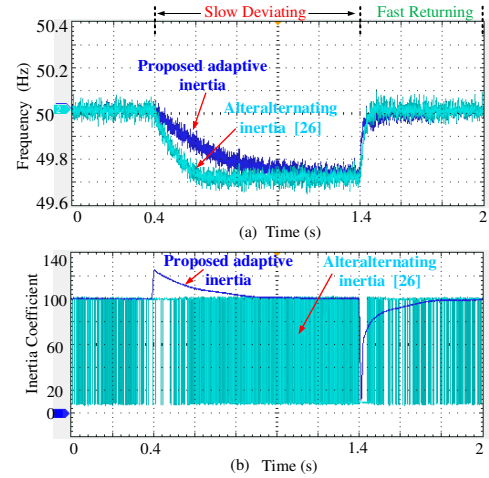 Slow Deviating
Fast Returning
50.4
50.2
50.0
49.8
49.6
Frequency (Hz)
Proposed adaptive
inertia
Alteralternating
inertia [26]
0
0.4
1.4
2
(a) Time (s)
140
100
60
20
0
Inertia Coefficient
Proposed adaptive
inertia
Alteralternating
inertia [26]
0
0.4
1.4
2
(b) Time (s)